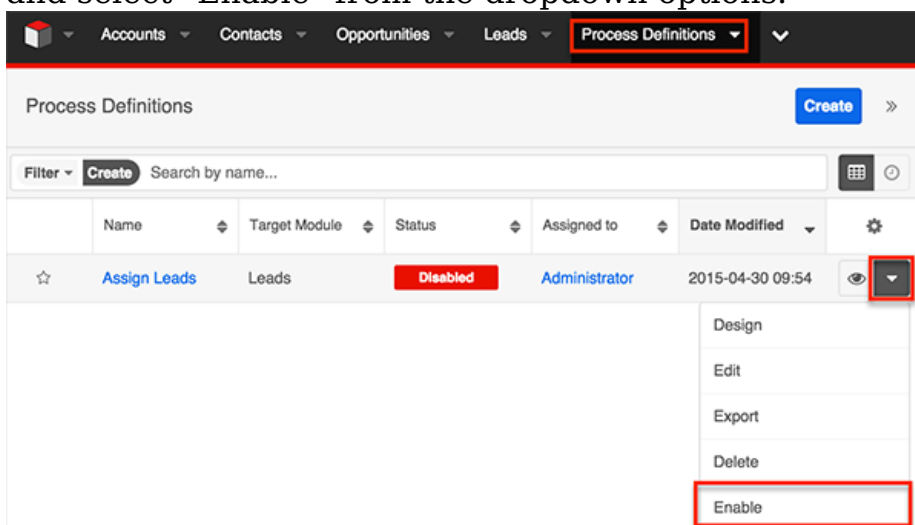 and select "Enable" from the dropdown options.
Accounts Contacts Opportunities Leads Process Definitions
Process Definitions Create
Filter Create Search by name...
Name Target Module Status Assigned to Date Modified
Assign Leads Leads Disabled Administrator 2015-04-30 09:54
Design
Edit
Export
Delete
Enable